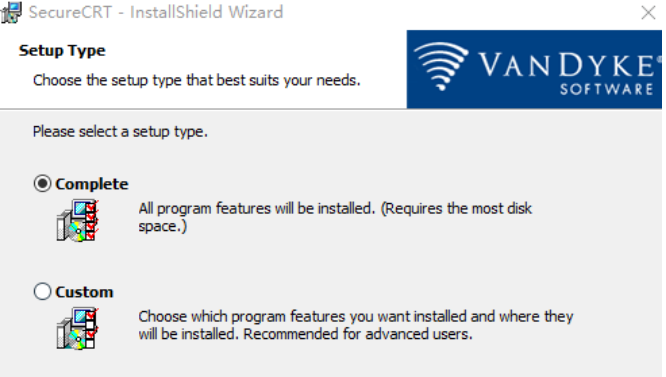 SecureCRT - InstallShield Wizard
Setup Type
Choose the setup type that best suits your needs.
VANDYKE®
SOFTWARE
Please select a setup type.
Complete
All program features will be installed. (Requires the most disk
space.)
Custom
Choose which program features you want installed and where they
will be installed. Recommended for advanced users.